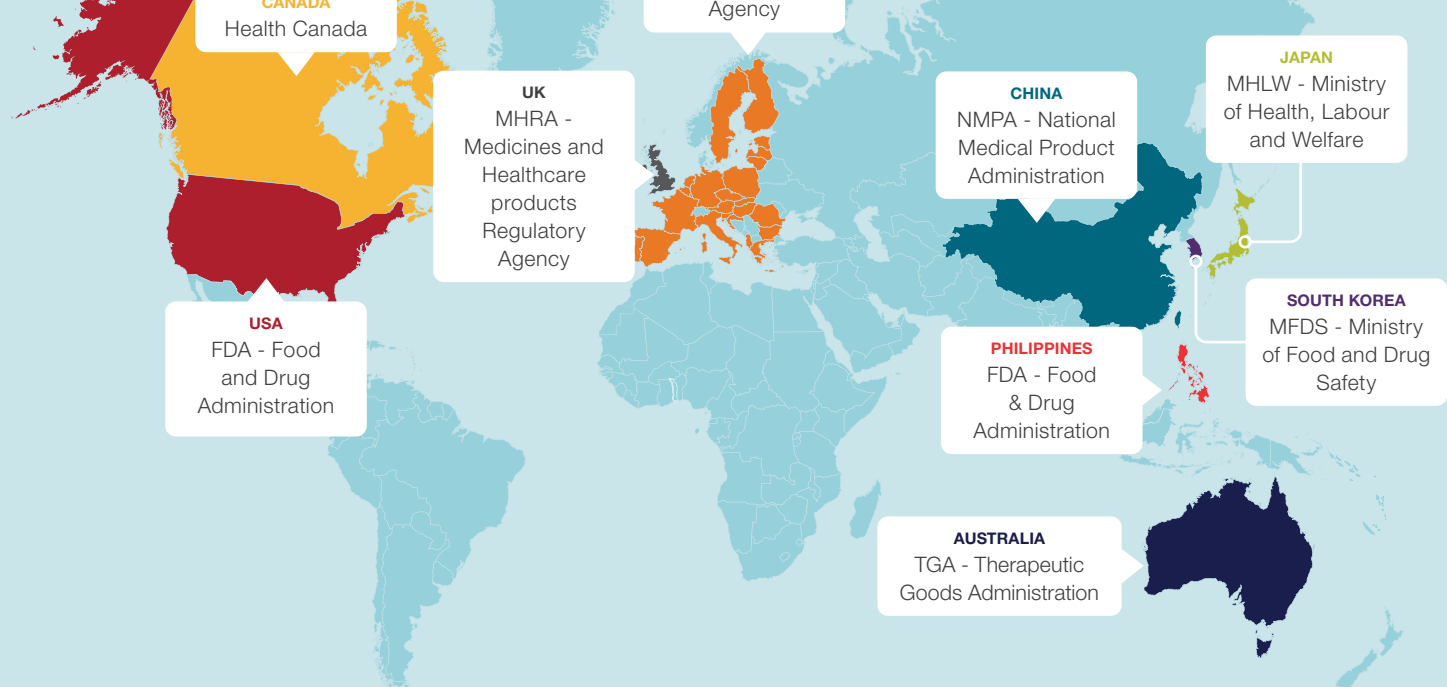 CANADA
Health Canada
Agency
UK
MHRA -
Medicines and
Healthcare
products
Regulatory
Agency
CHINA
NMPA - National
Medical Product
Administration
JAPAN
MHLW - Ministry
of Health, Labour
and Welfare
USA
FDA - Food
and Drug
Administration
SOUTH KOREA
MFDS - Ministry
of Food and Drug
Safety
PHILIPPINES
FDA - Food
& Drug
Administration
AUSTRALIA
TGA - Therapeutic
Goods Administration